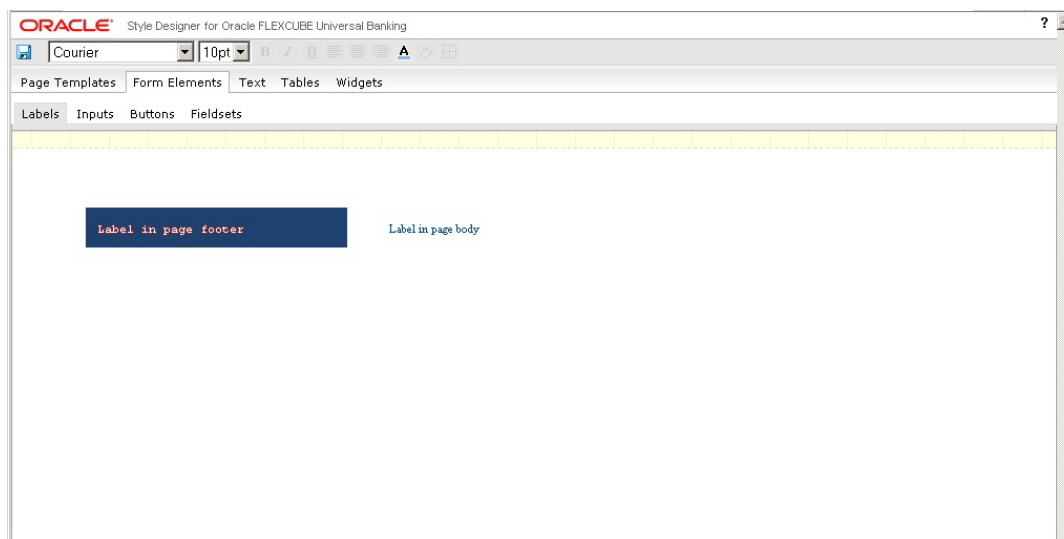 ORACLE® Style Designer for Oracle FLEXCUBE Universal Banking ?
Courier 10pt B I U A
Page Templates Form Elements Text Tables Widgets
Labels Inputs Buttons Fieldsets
Label in page footer Label in page body